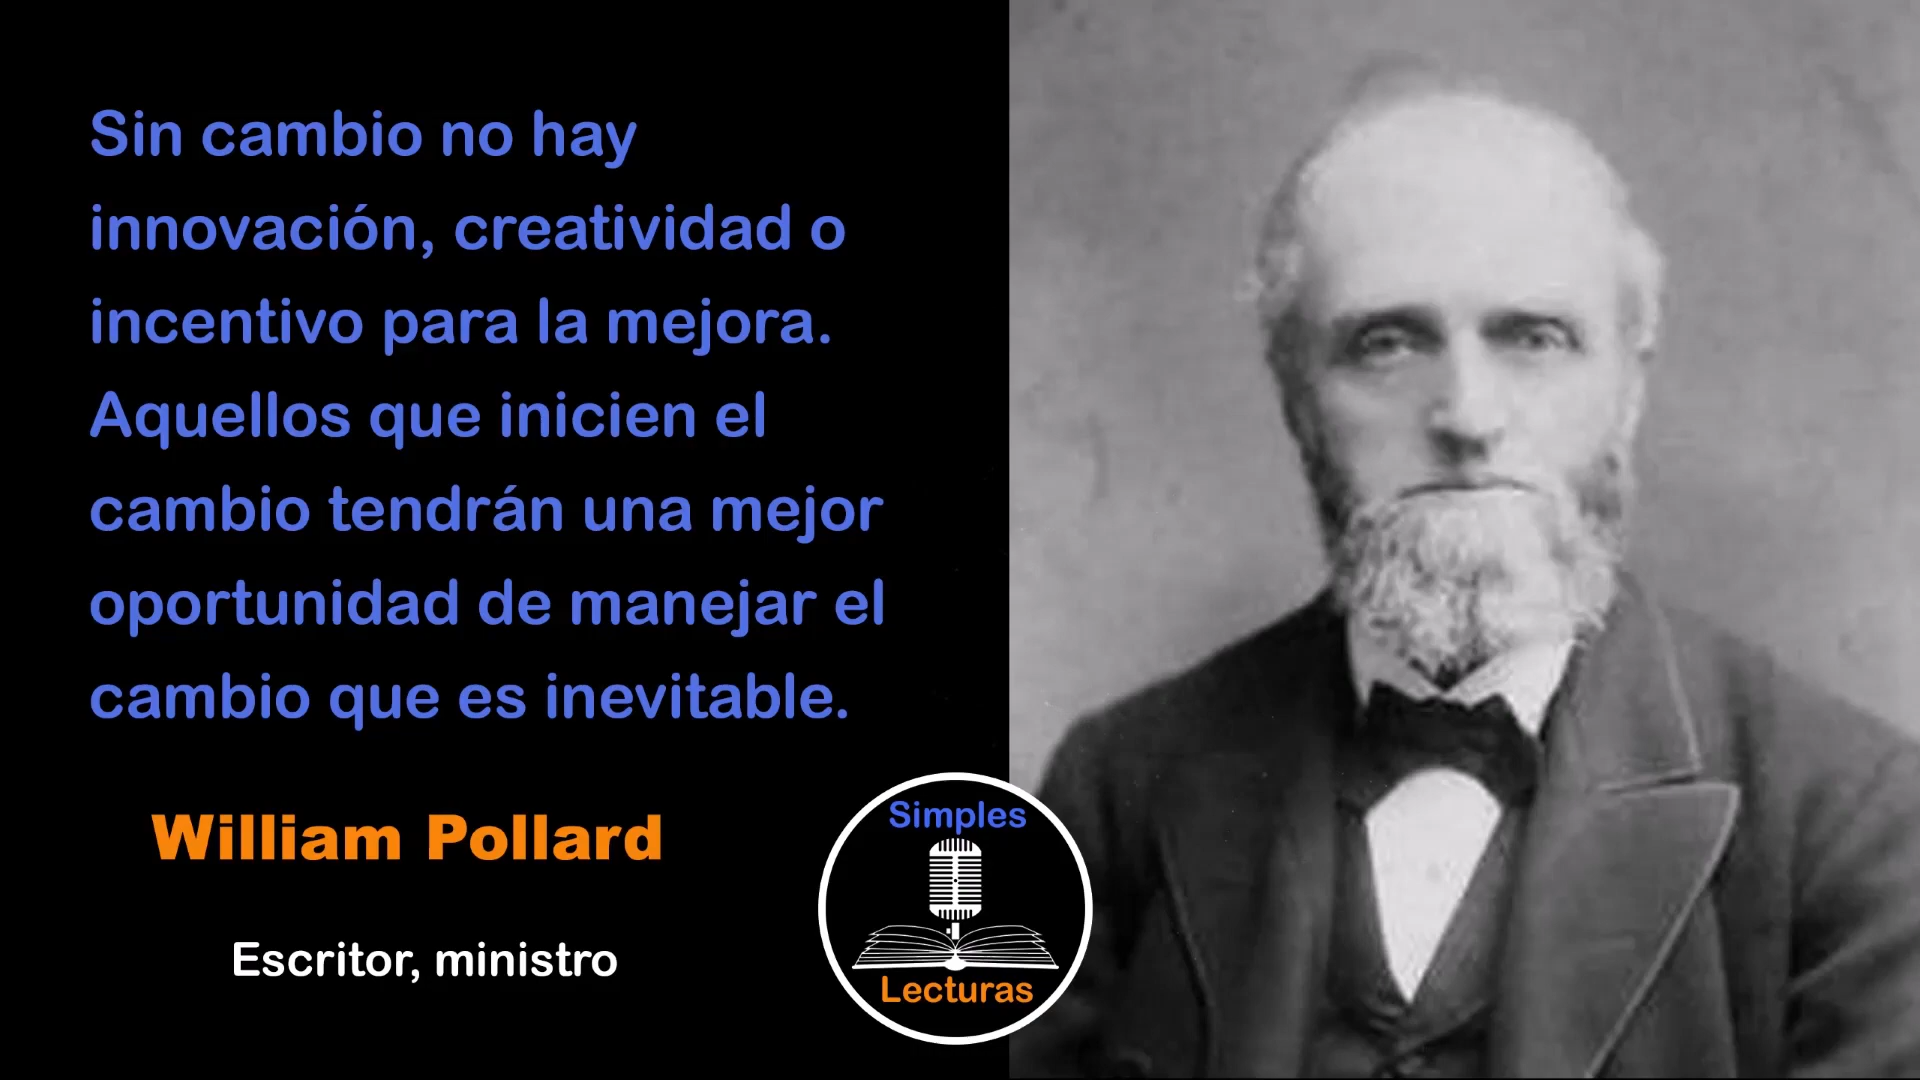 Sin cambio no hay
innovación, creatividad o
incentivo para la mejora.
Aquellos que inicien el
cambio tendrán una mejor
oportunidad de manejar el
cambio que es inevitable.
William Pollard
Escritor, ministro
Simples
Lecturas